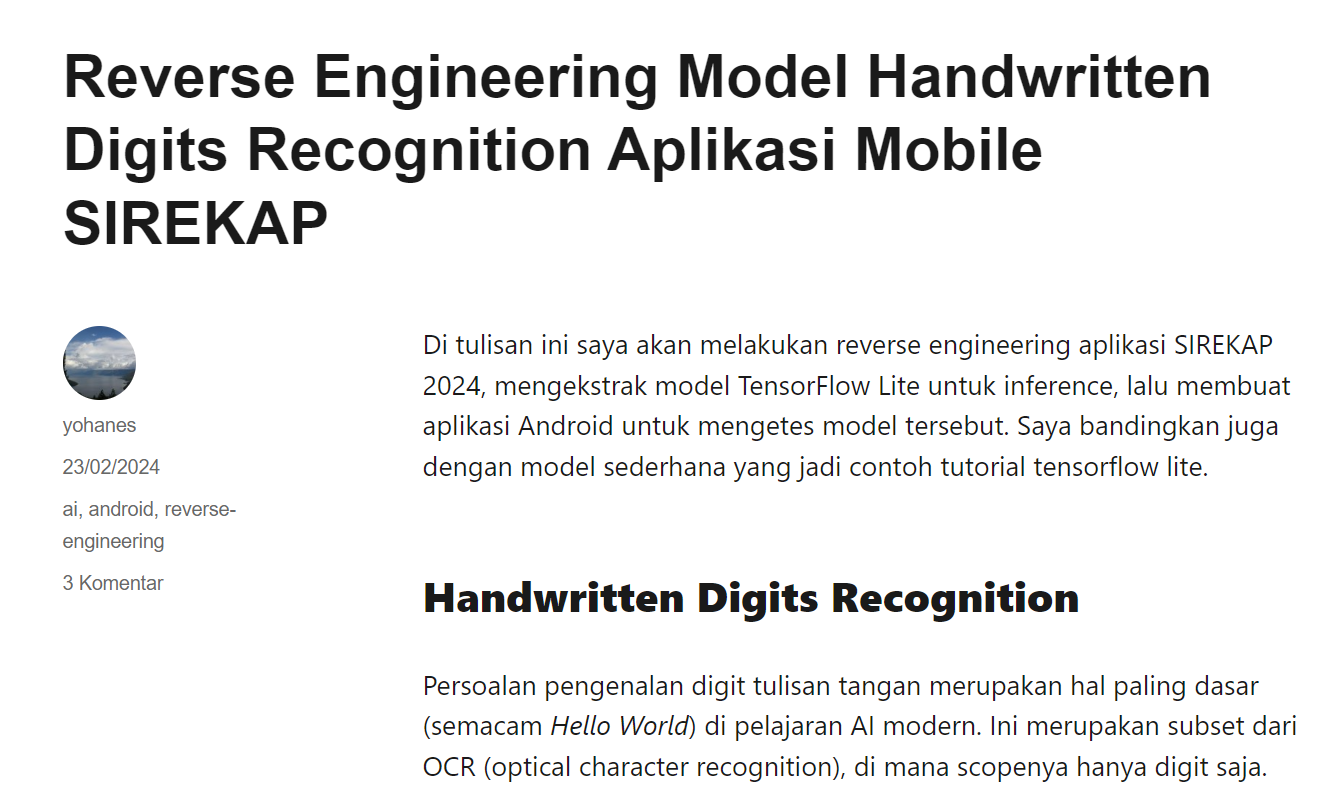 Reverse Engineering Model Handwritten
Digits Recognition Aplikasi Mobile
SIREKAP
yohanes
23/02/2024
ai, android, reverse-
engineering
3 Komentar
Di tulisan ini saya akan melakukan reverse engineering aplikasi SIREKAP
2024, mengekstrak model TensorFlow Lite untuk inference, lalu membuat
aplikasi Android untuk mengetes model tersebut. Saya bandingkan juga
dengan model sederhana yang jadi contoh tutorial tensorflow lite.
Handwritten Digits Recognition
Persoalan pengenalan digit tulisan tangan merupakan hal paling dasar
(semacam Hello World) di pelajaran AI modern. Ini merupakan subset dari
OCR (optical character recognition), di mana scopenya hanya digit saja.